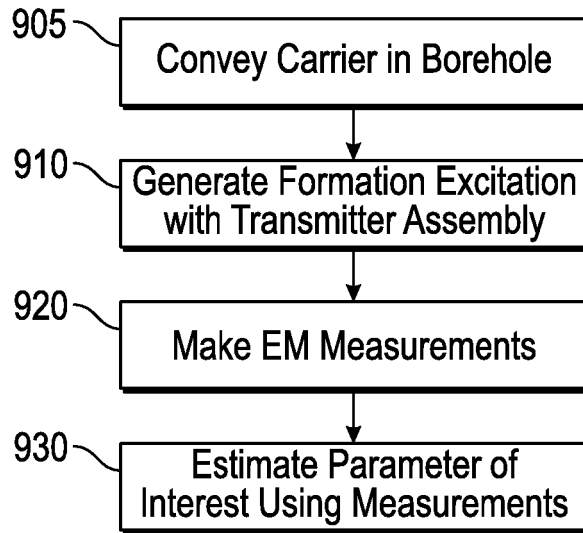 905
Convey Carrier in Borehole
910
Generate Formation Excitation
with Transmitter Assembly
920
Make EM Measurements
930
Estimate Parameter of
Interest Using Measurements